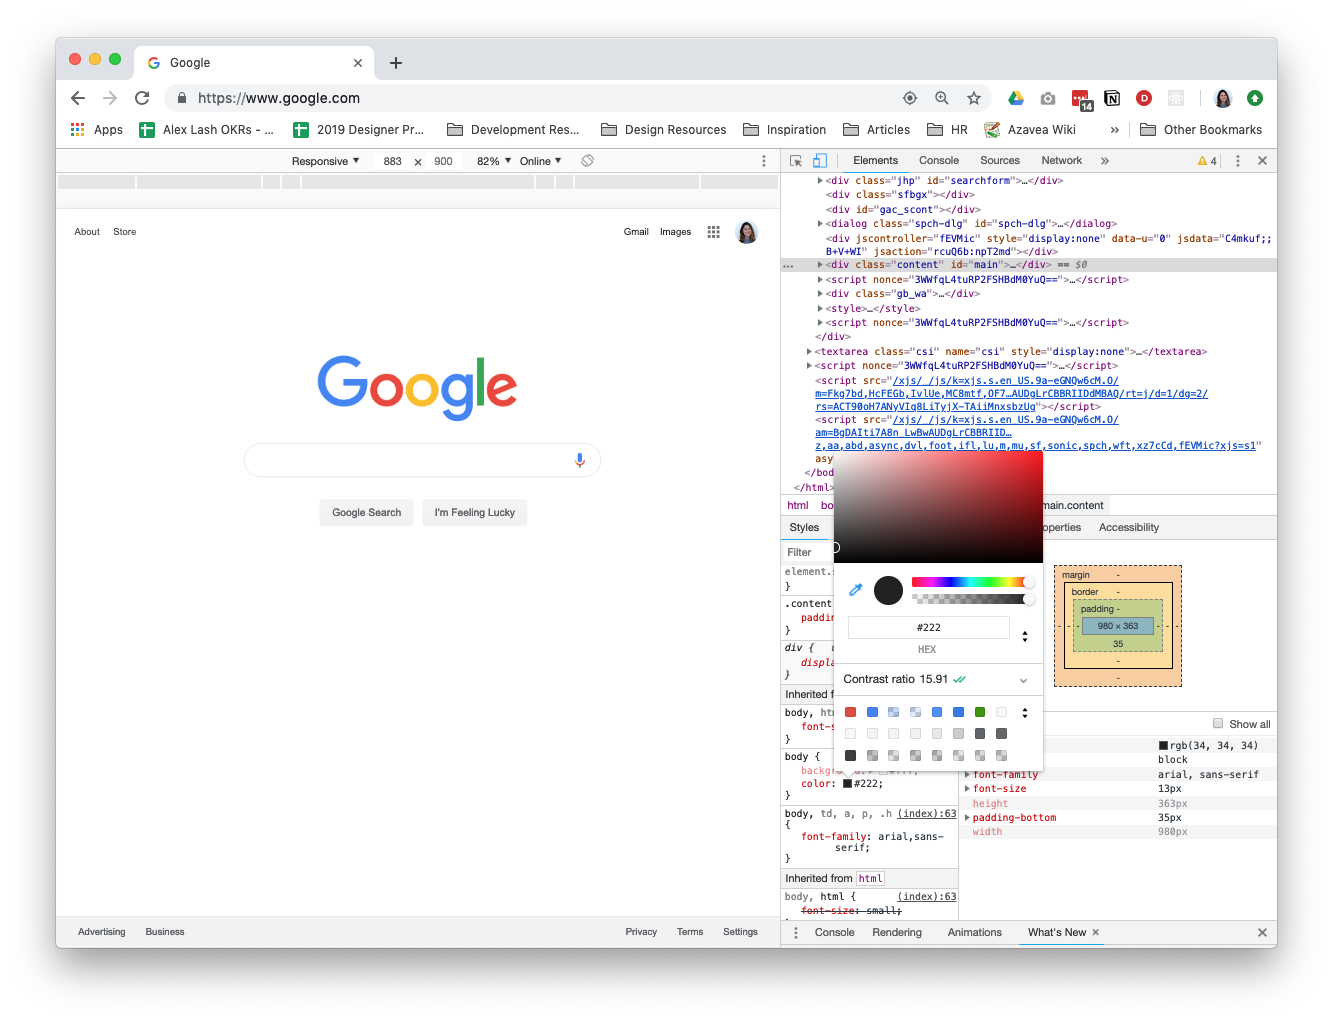 Google
https://www.google.com
14
Apps
Alex Lash OKRs - ...
2019 Designer Pr...
Development Res...
Design Resources
Inspiration
Articles
HR
Azavea Wiki
»
Other Bookmarks
Responsive ▼ 883 x 900 82% ▼ Online ▼
Elements Console Sources Network » 4
About Store
Gmail Images
Google
Google Search I'm Feeling Lucky
Advertising Business
Privacy Terms Settings
<div class="jhp" id="searchform">…</div>
<div class="sfbgx"></div>
<div id="gac_scont"></div>
<dialog class="spch-dlg" id="spch-dlg">…</dialog>
<div jscontroller="fEVMic" style="display:none" data-u="0" jsdata="C4mkuf;;
B+V+WI" jsaction="rcuQ6b:npT2md"></div>
… <div class="content" id="main">…</div> == $0
<script nonce="3WWfqL4tuRP2FSHBdM0YuQ==">…</script>
<div class="gb_wa">…</div>
<style>…</style>
<script nonce="3WWfqL4tuRP2FSHBdM0YuQ==">…</script>
</div>
<textarea class="csi" name="csi" style="display:none">…</textarea>
<script nonce="3WWfqL4tuRP2FSHBdM0YuQ==">…</script>
<script src="/xjs/_/js/k=xjs.s.en_US.9a-eGNQw6cM.O/
m=Fkg7bd,HcFEGb,IvlUe,MC8mtf,OF7…AUDgLrCBBRIIDdMBAQ/rt=j/d=1/dg=2/
rs=ACT90oH7ANyVIq8LiTyjX-TAiiMnxsbzUg"></script>
<script src="/xjs/_/js/k=xjs.s.en_US.9a-eGNQw6cM.O/
am=BgDAIti7A8n_LwBwAUDgLrCBBRIID…
z,aa,abd,async,dvl,foot,ifl,lu,m,mu,sf,sonic,spch,wft,xz7cCd,fEVMic?xjs=s1"
asy
</bod
</html>
html bo main.content
Styles operties Accessibility
Filter
element.s
}
.content
paddin
}
div {
displa
}
Inherited f
body, htm
font-s
}
body {
background: #fff;
color: #222;
}
body, td, a, p, .h (index):63
{
font-family: arial,sans-
serif;
}
Inherited from html
body, html { (index):63
font-size: small;
#222
HEX
Contrast ratio 15.91
margin -
border -
padding -
- - - 980 × 363 - - -
35
-
-
Show all
rgb(34, 34, 34)
block
font-family arial, sans-serif
font-size 13px
height 363px
padding-bottom 35px
width 980px
Console Rendering Animations What's New ×